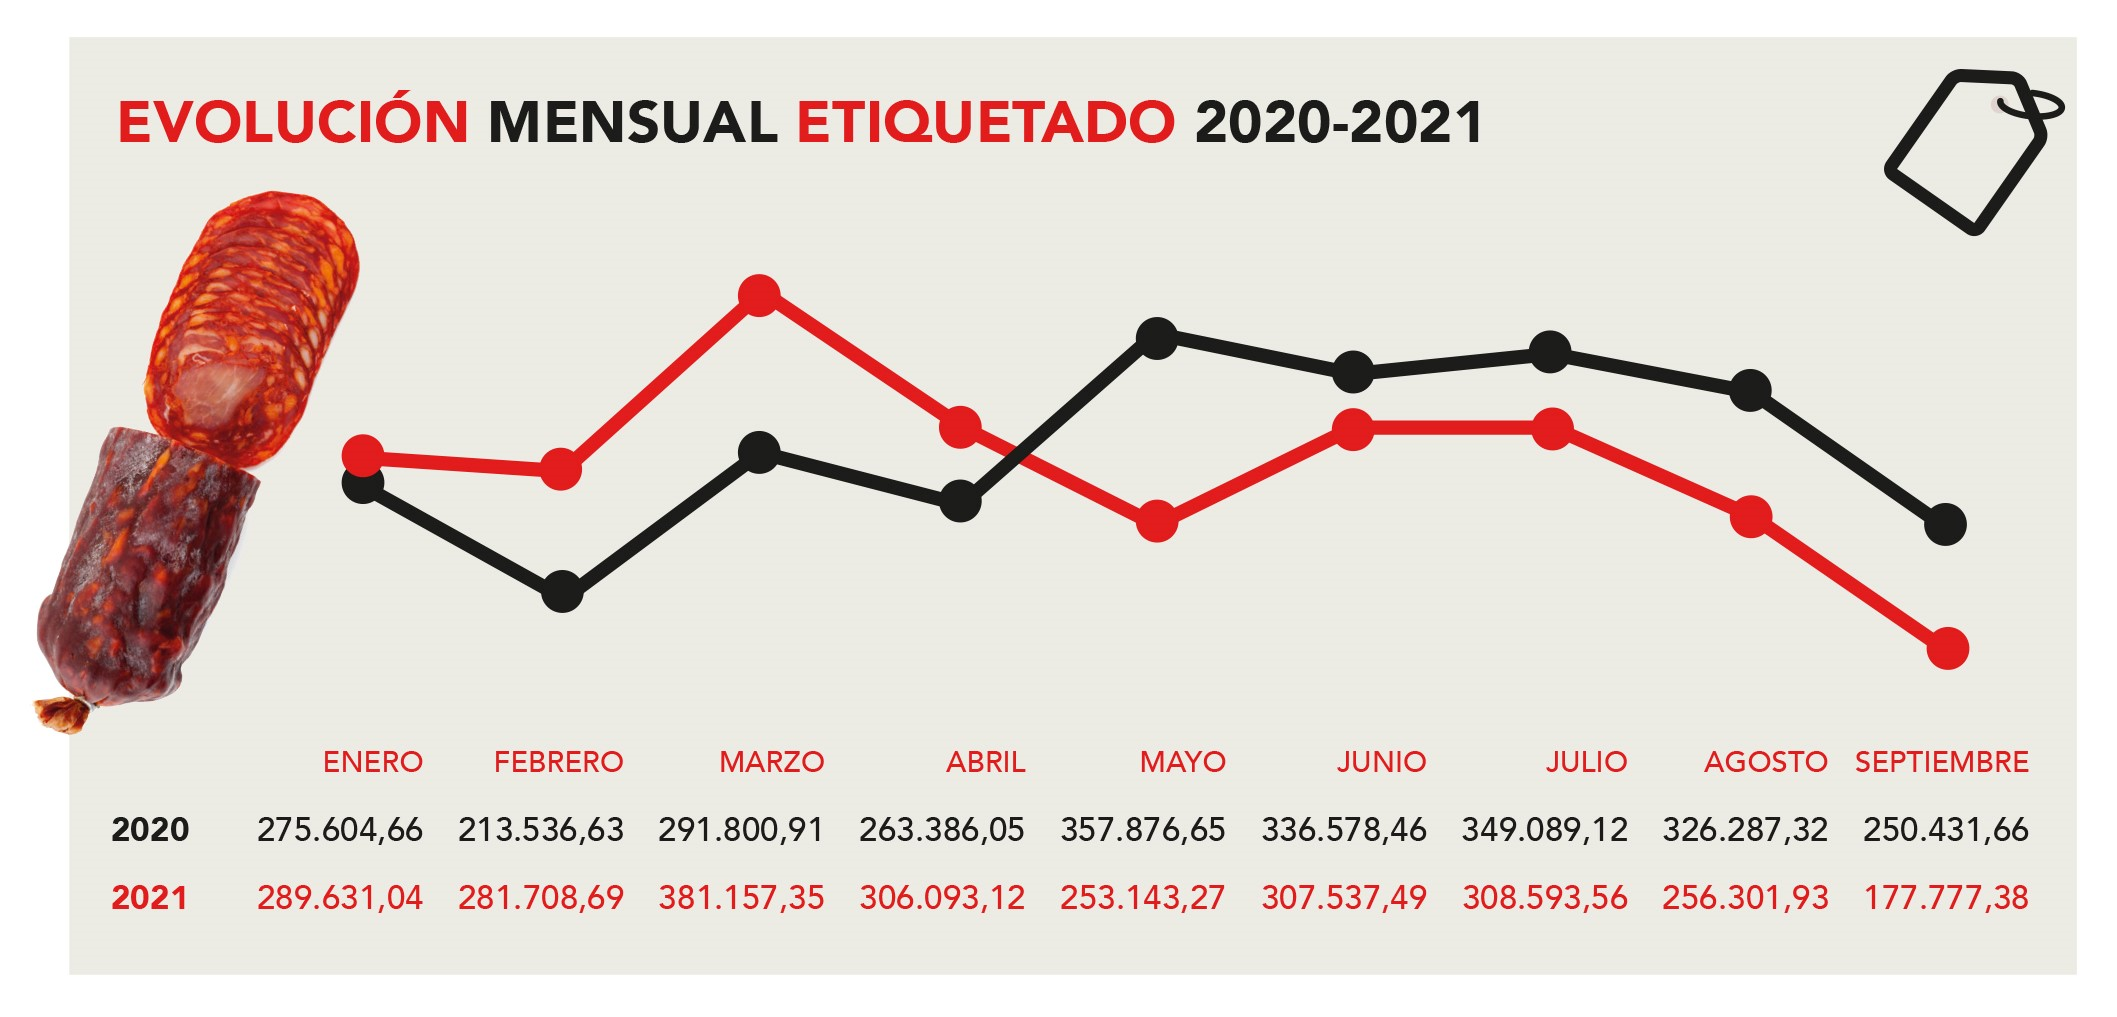 EVOLUCIÓN MENSUAL ETIQUETADO 2020-2021
ENERO FEBRERO MARZO ABRIL MAYO JUNIO JULIO AGOSTO SEPTIEMBRE
2020 275.604,66 213.536,63 291.800,91 263.386,05 357.876,65 336.578,46 349.089,12 326.287,32 250.431,66
2021 289.631,04 281.708,69 381.157,35 306.093,12 253.143,27 307.537,49 308.593,56 256.301,93 177.777,38